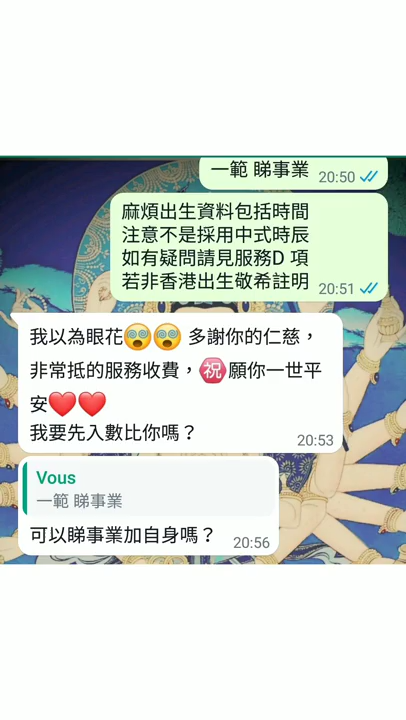 一範 睇事業
20:50
麻煩出生資料包括時間
注意不是採用中式時辰
如有疑問請見服務D 項
若非香港出生敬希註明
20:51
我以為眼花😵‍💫😵‍💫 多謝你的仁慈，
非常抵的服務收費，㊗️願你一世平
安❤️❤️
我要先入數比你嗎？
20:53
Vous
一範 睇事業
可以睇事業加自身嗎？
20:56